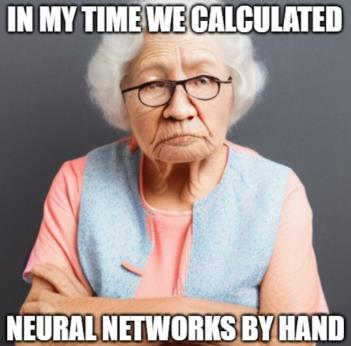 IN MY TIME WE CALCULATED
NEURAL NETWORKS BY HAND